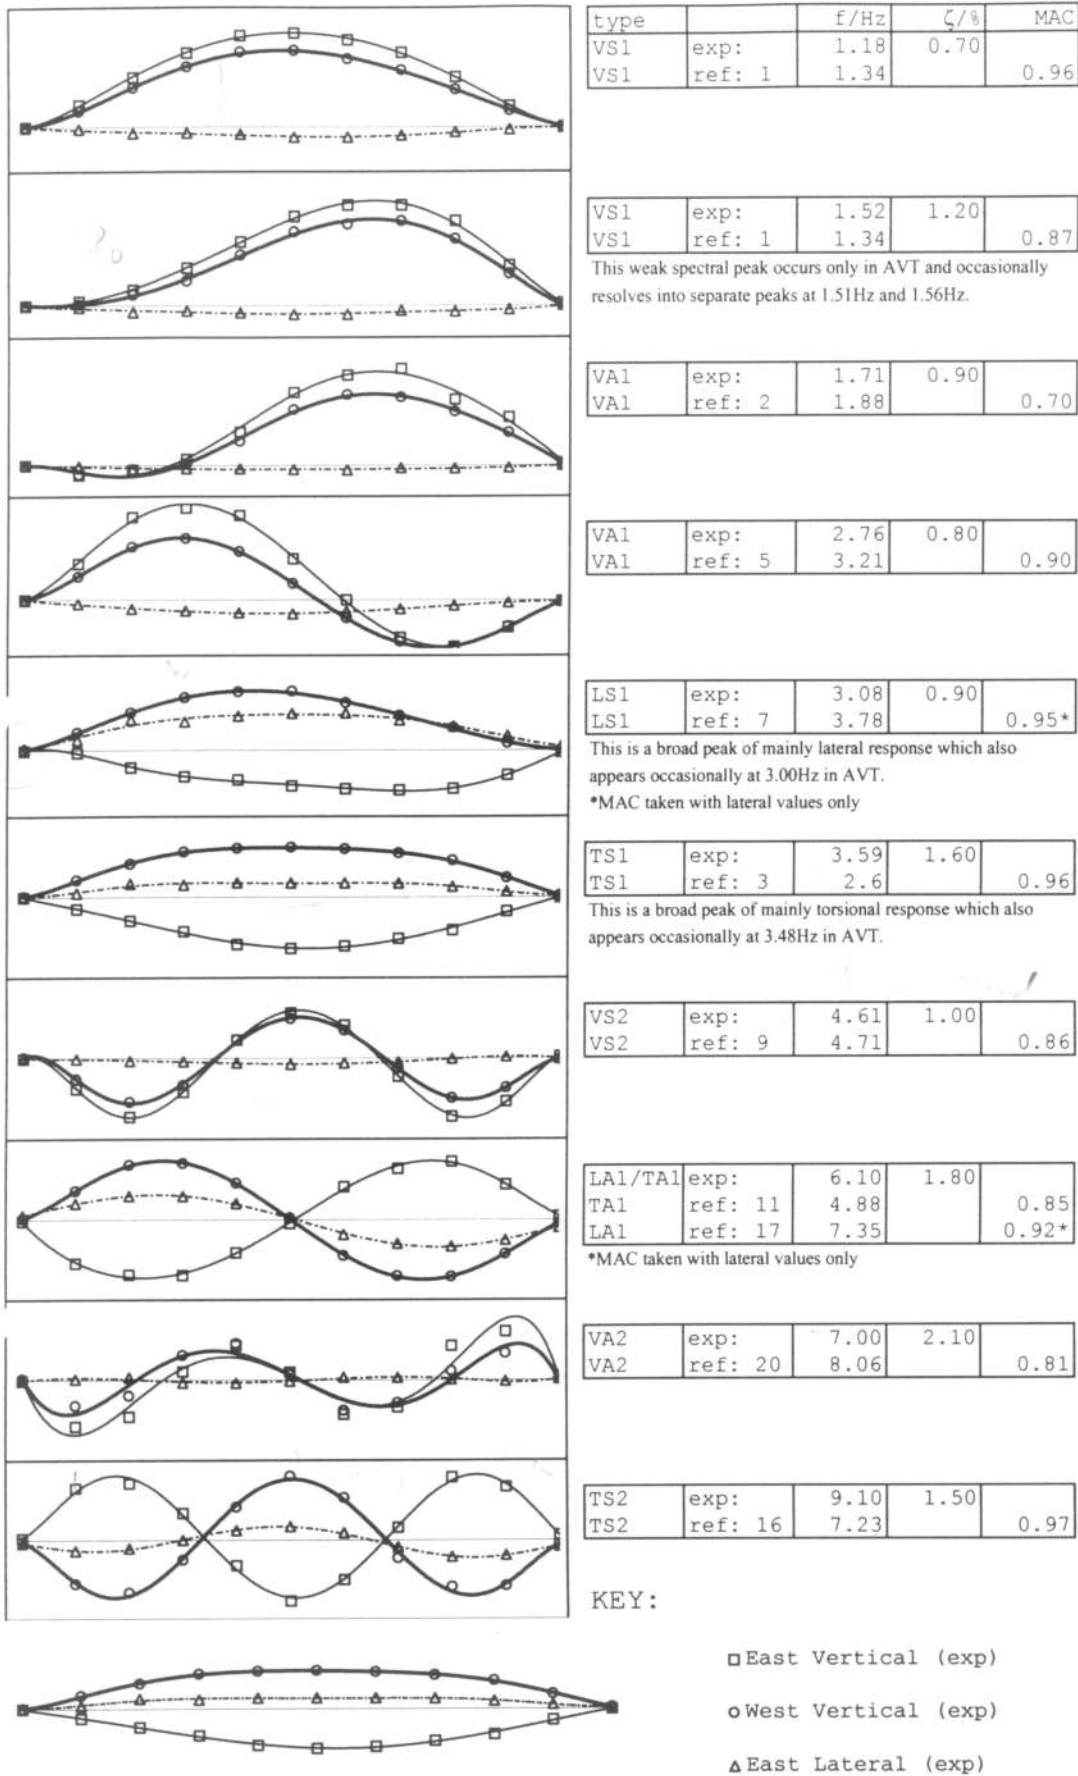 type f/Hz ζ/% MAC
VS1 exp: 1.18 0.70
VS1 ref: 1 1.34 0.96
VS1 exp: 1.52 1.20
VS1 ref: 1 1.34 0.87
This weak spectral peak occurs only in AVT and occasionally
resolves into separate peaks at 1.51Hz and 1.56Hz.
VA1 exp: 1.71 0.90
VA1 ref: 2 1.88 0.70
VA1 exp: 2.76 0.80
VA1 ref: 5 3.21 0.90
LS1 exp: 3.08 0.90
LS1 ref: 7 3.78 0.95*
This is a broad peak of mainly lateral response which also
appears occasionally at 3.00Hz in AVT.
*MAC taken with lateral values only
TS1 exp: 3.59 1.60
TS1 ref: 3 2.6 0.96
This is a broad peak of mainly torsional response which also
appears occasionally at 3.48Hz in AVT.
VS2 exp: 4.61 1.00
VS2 ref: 9 4.71 0.86
LA1/TA1 exp: 6.10 1.80
TA1 ref: 11 4.88 0.85
LA1 ref: 17 7.35 0.92*
*MAC taken with lateral values only
VA2 exp: 7.00 2.10
VA2 ref: 20 8.06 0.81
TS2 exp: 9.10 1.50
TS2 ref: 16 7.23 0.97
KEY:
East Vertical (exp)
West Vertical (exp)
East Lateral (exp)